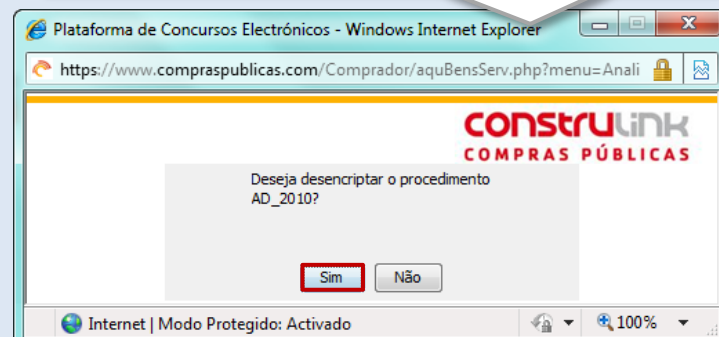 Plataforma de Concursos Electrónicos - Windows Internet Explorer
https://www.compraspublicas.com/Comprador/aquBensServ.php?menu=Anali
construlink
COMPRAS PÚBLICAS
Deseja desencriptar o procedimento
AD_2010?
Sim Não
Internet | Modo Protegido: Activado 100%